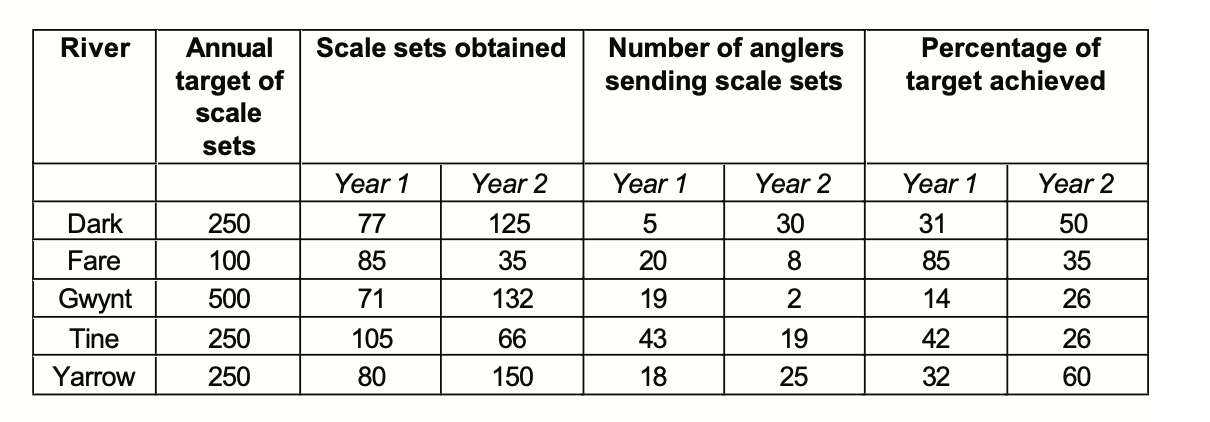 River Annual target of scale sets Scale sets obtained Number of anglers sending scale sets Percentage of target achieved
Year 1 Year 2 Year 1 Year 2 Year 1 Year 2
Dark 250 77 125 5 30 31 50
Fare 100 85 35 20 8 85 35
Gwynt 500 71 132 19 2 14 26
Tine 250 105 66 43 19 42 26
Yarrow 250 80 150 18 25 32 60